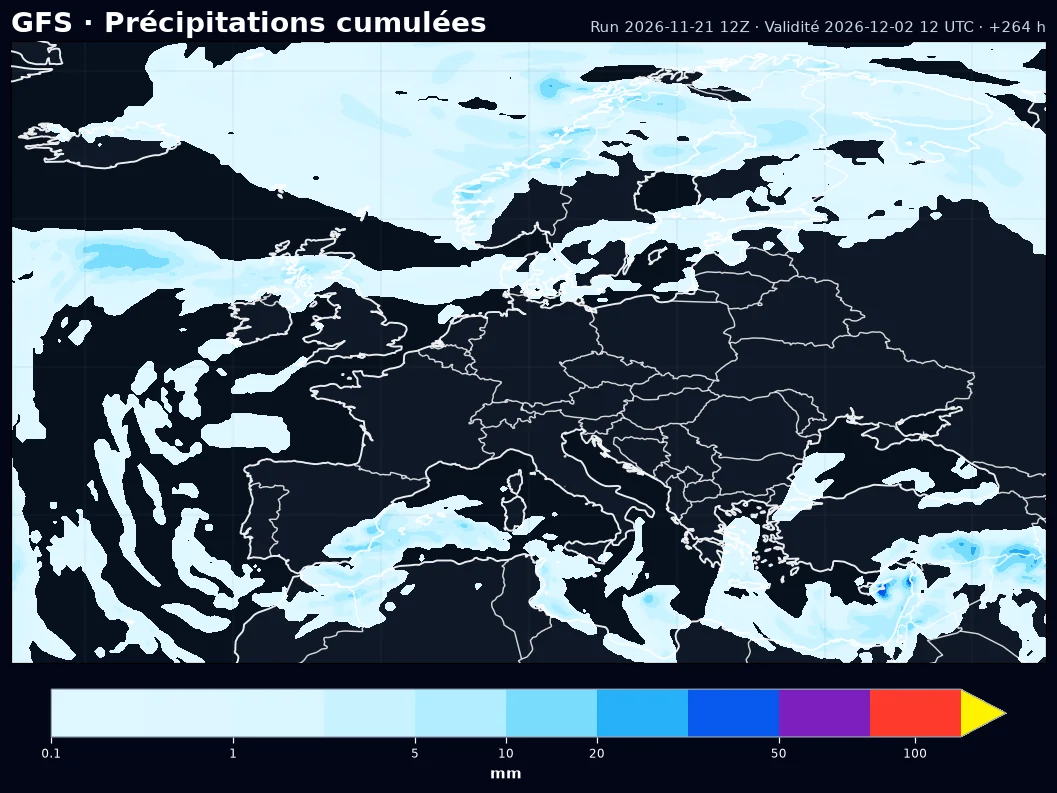 GFS · Précipitations cumulées
Run 2026-11-21 12Z · Validité 2026-12-02 12 UTC · +264 h
0.1 1 5 10 20 50 100
mm